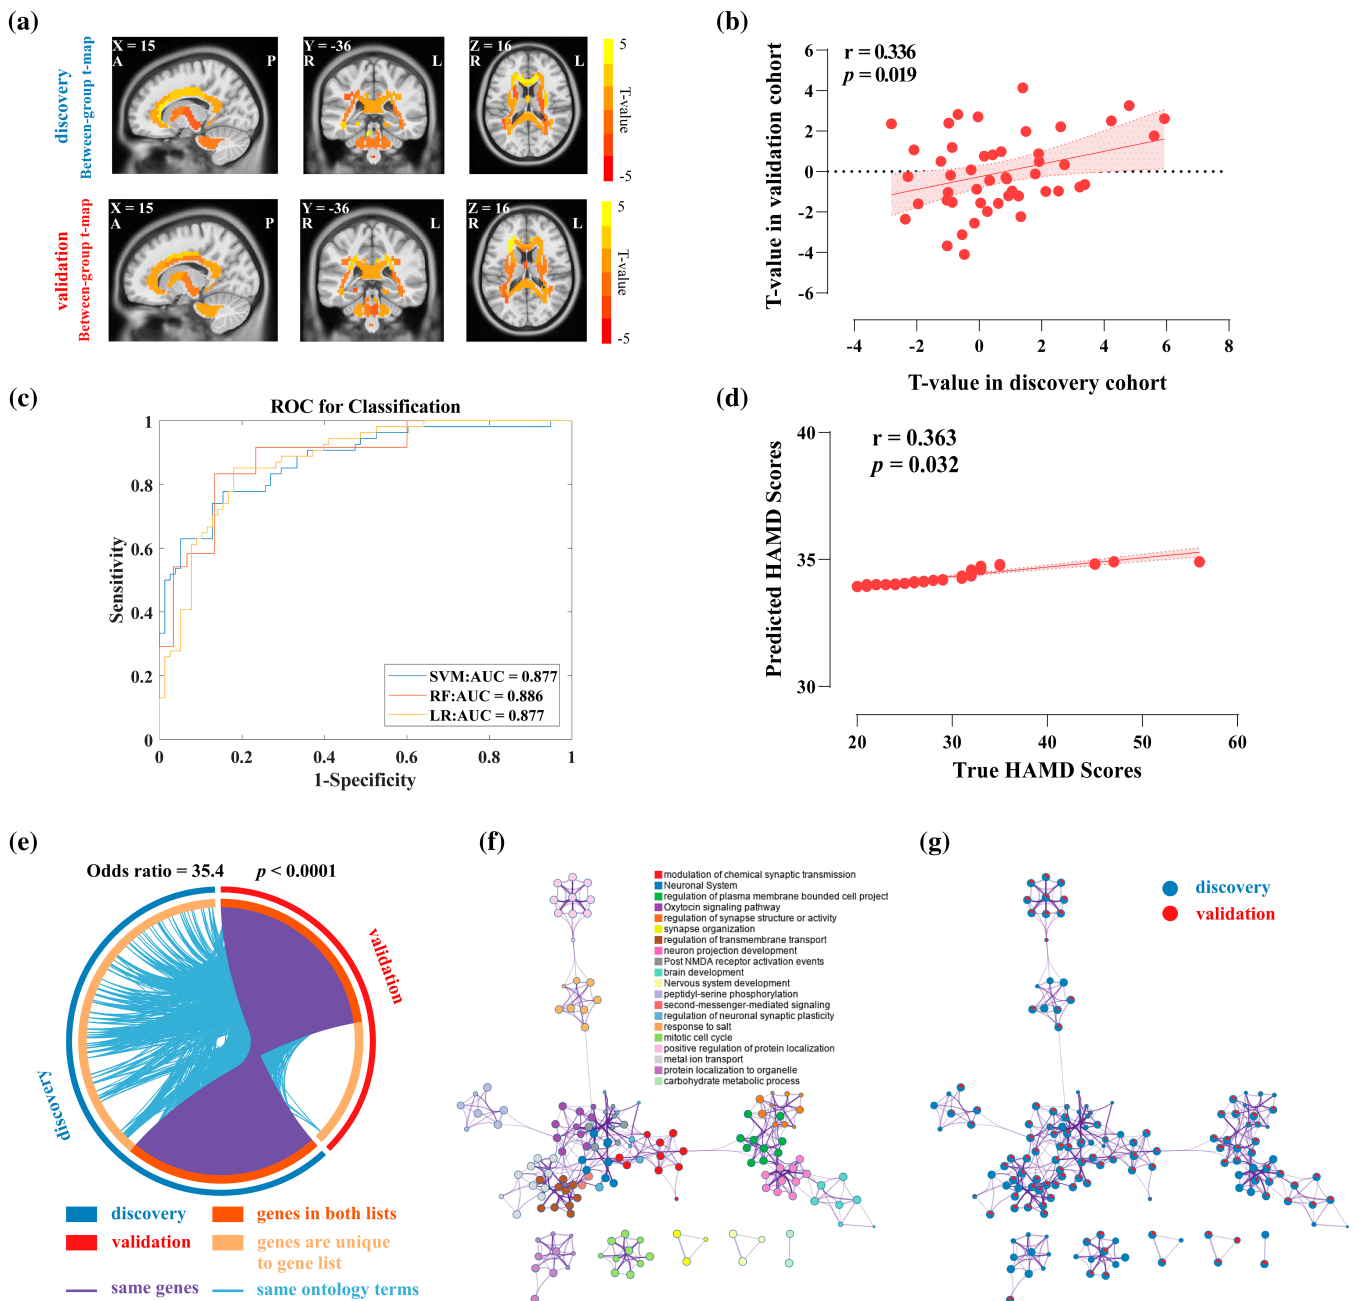 (a)
discovery
Between-group t-map
X = 15
A
P
Y = -36
R
L
Z = 16
R
L
5
T-value
-5
validation
Between-group t-map
X = 15
A
P
Y = -36
R
L
Z = 16
R
L
5
T-value
-5
(b)
r = 0.336
p = 0.019
T-value in validation cohort
6
4
2
0
-2
-4
-6
-4
-2
0
2
4
6
8
T-value in discovery cohort
(c)
ROC for Classification
Sensitivity
1
0.8
0.6
0.4
0.2
0
0
0.2
0.4
0.6
0.8
1
1-Specificity
SVM:AUC = 0.877
RF:AUC = 0.886
LR:AUC = 0.877
(d)
r = 0.363
p = 0.032
Predicted HAMD Scores
40
35
30
20
30
40
50
60
True HAMD Scores
(e)
Odds ratio = 35.4
p < 0.0001
validation
discovery
discovery
genes in both lists
validation
genes are unique
to gene list
same genes
same ontology terms
(f)
modulation of chemical synaptic transmission
Neuronal System
regulation of plasma membrane bounded cell project
Oxytocin signaling pathway
regulation of synapse structure or activity
synapse organization
regulation of transmembrane transport
neuron projection development
Post NMDA receptor activation events
brain development
Nervous system development
peptidyl-serine phosphorylation
second-messenger-mediated signaling
regulation of neuronal synaptic plasticity
response to salt
mitotic cell cycle
positive regulation of protein localization
metal ion transport
protein localization to organelle
carbohydrate metabolic process
(g)
discovery
validation